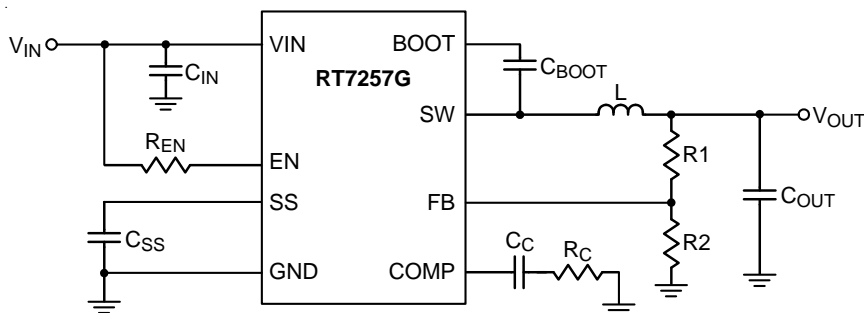 VIN
VIN
BOOT
CIN
RT7257G
CBOOT
SW
L
VOUT
REN
EN
R1
SS
FB
COUT
CSS
CC
RC
R2
GND
COMP